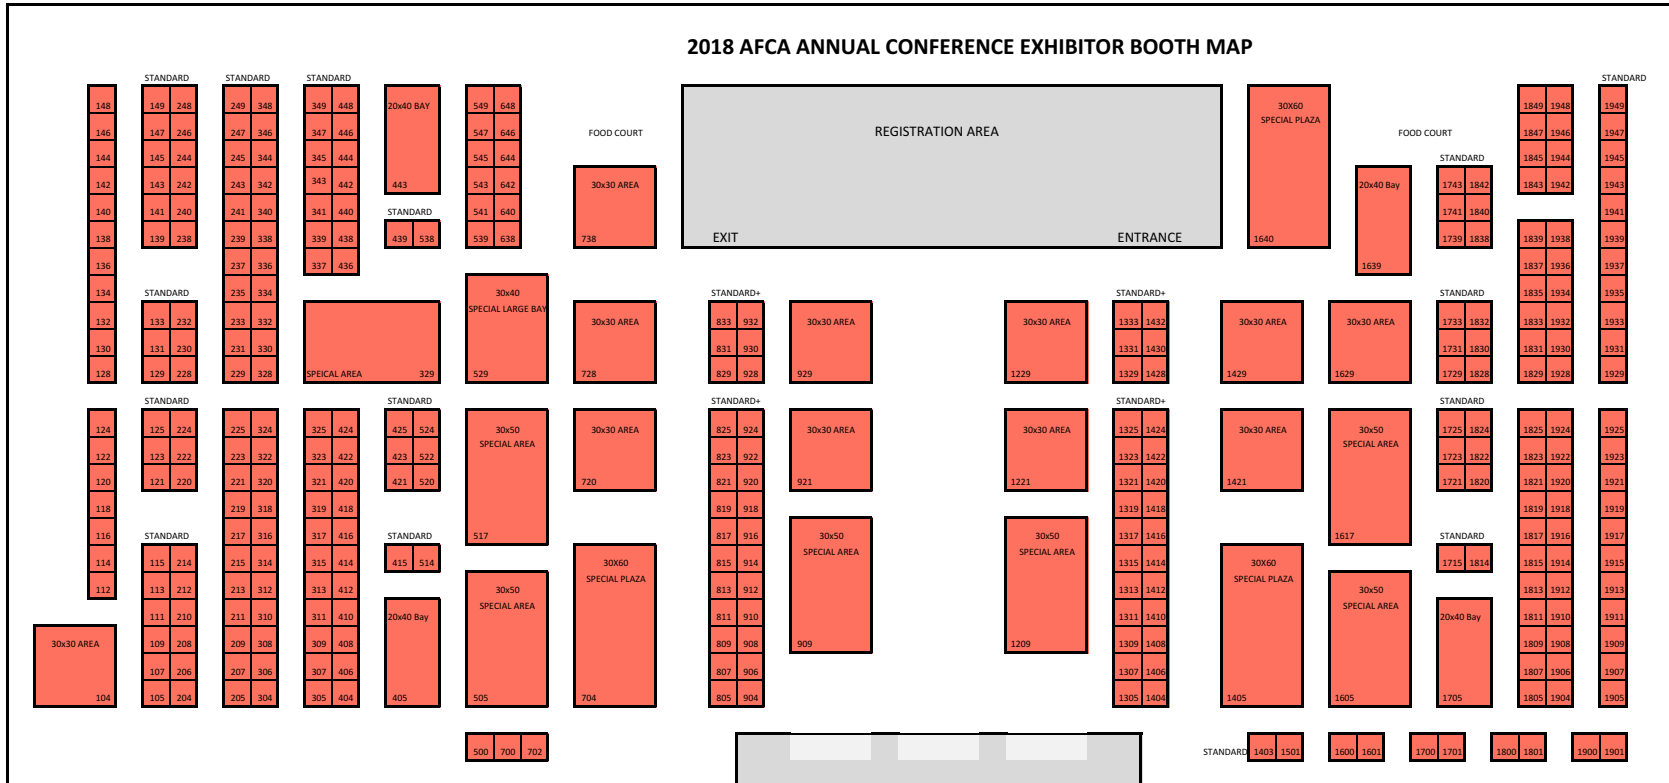 2018 AFCA ANNUAL CONFERENCE EXHIBITOR BOOTH MAP
STANDARD STANDARD STANDARD STANDARD
148 149 248 249 348 349 448 20x40 BAY 549 648 30X60 1849 1948 1949
SPECIAL PLAZA
146 147 246 247 346 347 446 547 646 FOOD COURT REGISTRATION AREA FOOD COURT 1847 1946 1947
144 145 244 245 344 345 444 545 644 STANDARD 1845 1944 1945
142 143 242 243 342 343 442 443 543 642 30x30 AREA 20x40 Bay 1743 1842 1843 1942 1943
140 141 240 241 340 341 440 STANDARD 541 640 1741 1840 1941
138 139 238 239 338 339 438 439 538 539 638 738 EXIT ENTRANCE 1640 1739 1838 1839 1938 1939
136 237 336 337 436 1639 1837 1936 1937
134 STANDARD 235 334 30x40 STANDARD+ STANDARD+ STANDARD 1835 1934 1935
SPECIAL LARGE BAY
132 133 232 233 332 30x30 AREA 833 932 30x30 AREA 30x30 AREA 1333 1432 30x30 AREA 30x30 AREA 1733 1832 1833 1932 1933
130 131 230 231 330 831 930 1331 1430 1731 1830 1831 1930 1931
128 129 228 229 328 SPEICAL AREA 329 529 728 829 928 929 1229 1329 1428 1429 1629 1729 1828 1829 1928 1929
STANDARD STANDARD STANDARD+ STANDARD+ STANDARD
124 125 224 225 324 325 424 425 524 30x50 30x30 AREA 825 924 30x30 AREA 30x30 AREA 1325 1424 30x30 AREA 30x50 1725 1824 1825 1924 1925
SPECIAL AREA SPECIAL AREA
122 123 222 223 322 323 422 423 522 823 922 1323 1422 1723 1822 1823 1922 1923
120 121 220 221 320 321 420 421 520 720 821 920 921 1221 1321 1420 1421 1721 1820 1821 1920 1921
118 219 318 319 418 819 918 1319 1418 1819 1918 1919
116 STANDARD 217 316 317 416 STANDARD 517 817 916 30x50 30x50 1317 1416 1617 STANDARD 1817 1916 1917
SPECIAL AREA SPECIAL AREA
114 115 214 215 314 315 414 415 514 30X60 815 914 1315 1414 30X60 1715 1814 1815 1914 1915
SPECIAL PLAZA SPECIAL PLAZA
112 113 212 213 312 313 412 30x50 813 912 1313 1412 30x50 1813 1912 1913
SPECIAL AREA SPECIAL AREA
111 210 211 310 311 410 20x40 Bay 811 910 1311 1410 20x40 Bay 1811 1910 1911
30x30 AREA 109 208 209 308 309 408 809 908 909 1209 1309 1408 1809 1908 1909
107 206 207 306 307 406 807 906 1307 1406 1807 1906 1907
104 105 204 205 304 305 404 405 505 704 805 904 1305 1404 1405 1605 1705 1805 1904 1905
500 700 702 STANDARD 1403 1501 1600 1601 1700 1701 1800 1801 1900 1901